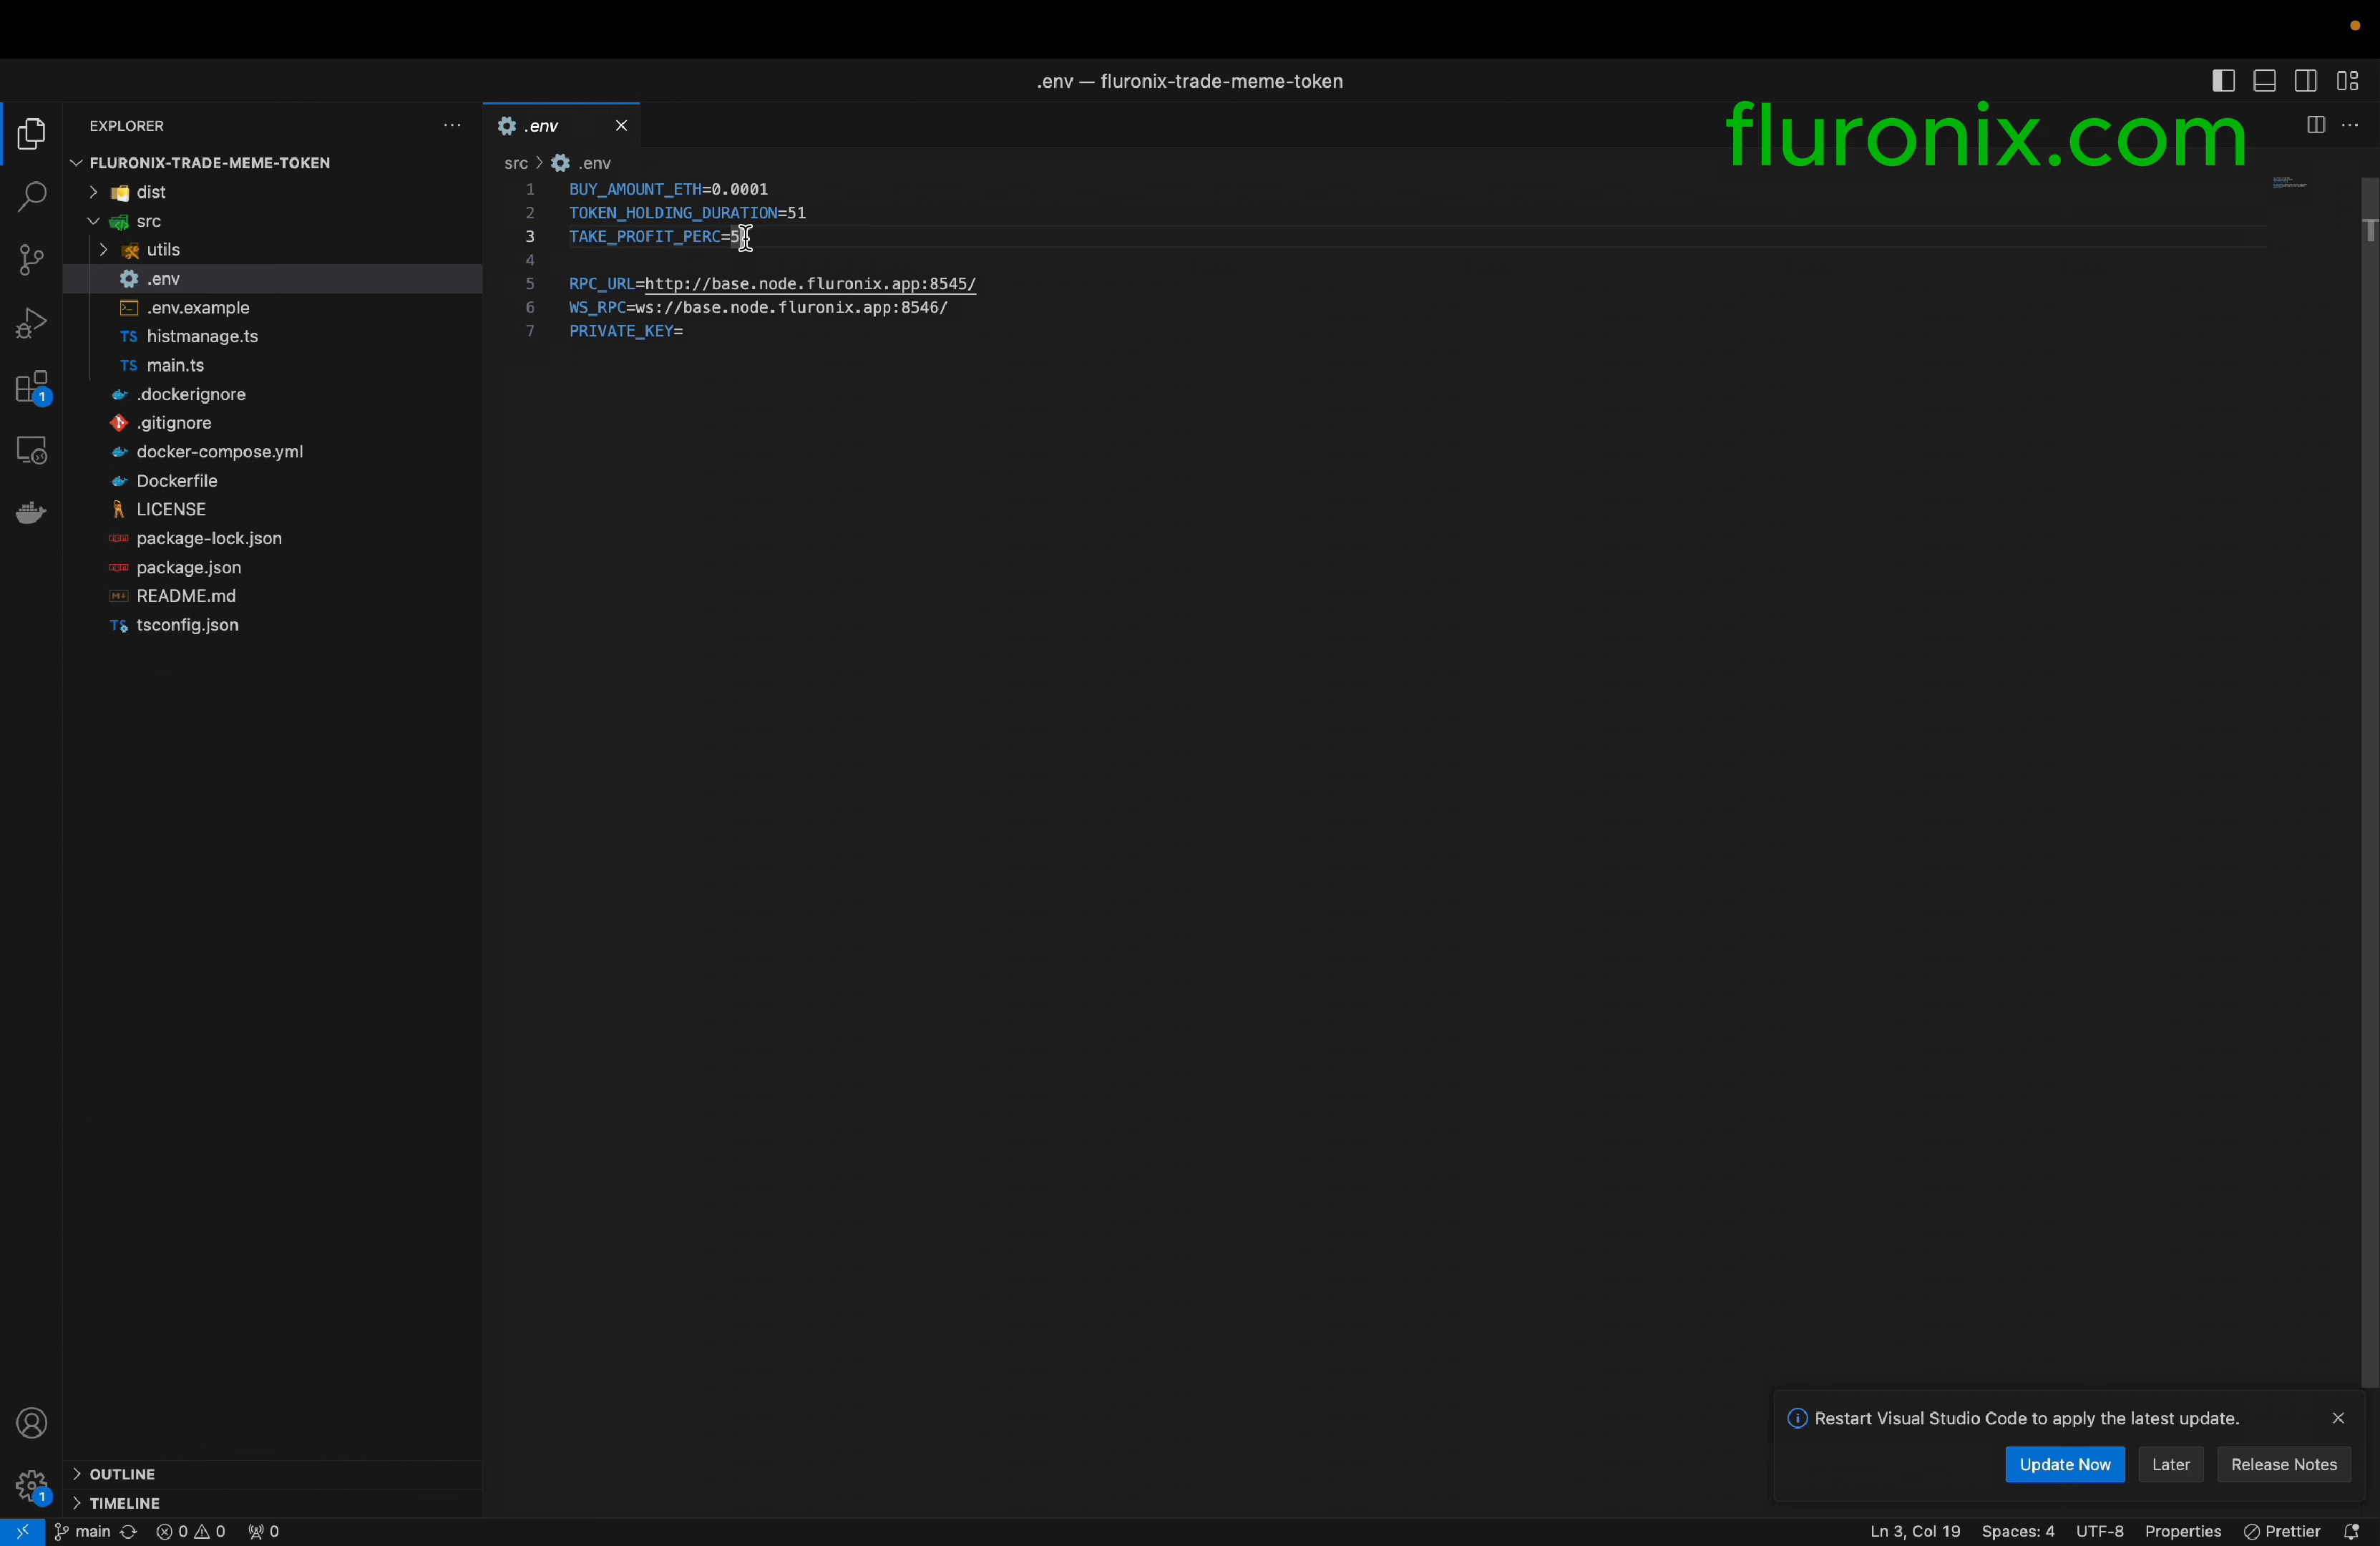 .env — fluronix-trade-meme-token
fluronix.com
EXPLORER
FLURONIX-TRADE-MEME-TOKEN
dist
src
utils
.env
.env.example
TS histmanage.ts
TS main.ts
.dockerignore
.gitignore
docker-compose.yml
Dockerfile
LICENSE
package-lock.json
package.json
README.md
tsconfig.json
OUTLINE
TIMELINE
.env
src > .env
1 BUY_AMOUNT_ETH=0.0001
2 TOKEN_HOLDING_DURATION=51
3 TAKE_PROFIT_PERC=5
4
5 RPC_URL=http://base.node.fluronix.app:8545/
6 WS_RPC=ws://base.node.fluronix.app:8546/
7 PRIVATE_KEY=
1
1
Restart Visual Studio Code to apply the latest update.
Update Now Later Release Notes
main 0 0 0 Ln 3, Col 19 Spaces: 4 UTF-8 Properties Prettier